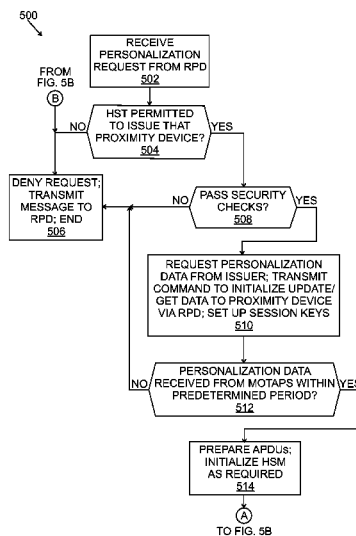 500
RECEIVE
PERSONALIZATION
REQUEST FROM RPD
502
FROM
FIG. 5B
B
HST PERMITTED
TO ISSUE THAT
PROXIMITY DEVICE?
504
NO
YES
DENY REQUEST;
TRANSMIT
MESSAGE TO
RPD; END
506
NO
PASS SECURITY
CHECKS?
508
YES
REQUEST PERSONALIZATION
DATA FROM ISSUER; TRANSMIT
COMMAND TO INITIALIZE UPDATE/
GET DATA TO PROXIMITY DEVICE
VIA RPD; SET UP SESSION KEYS
510
PERSONALIZATION DATA
RECEIVED FROM MOTAPS WITHIN
PREDETERMINED PERIOD?
512
NO
YES
PREPARE APDUs;
INITIALIZE HSM
AS REQUIRED
514
A
TO FIG. 5B